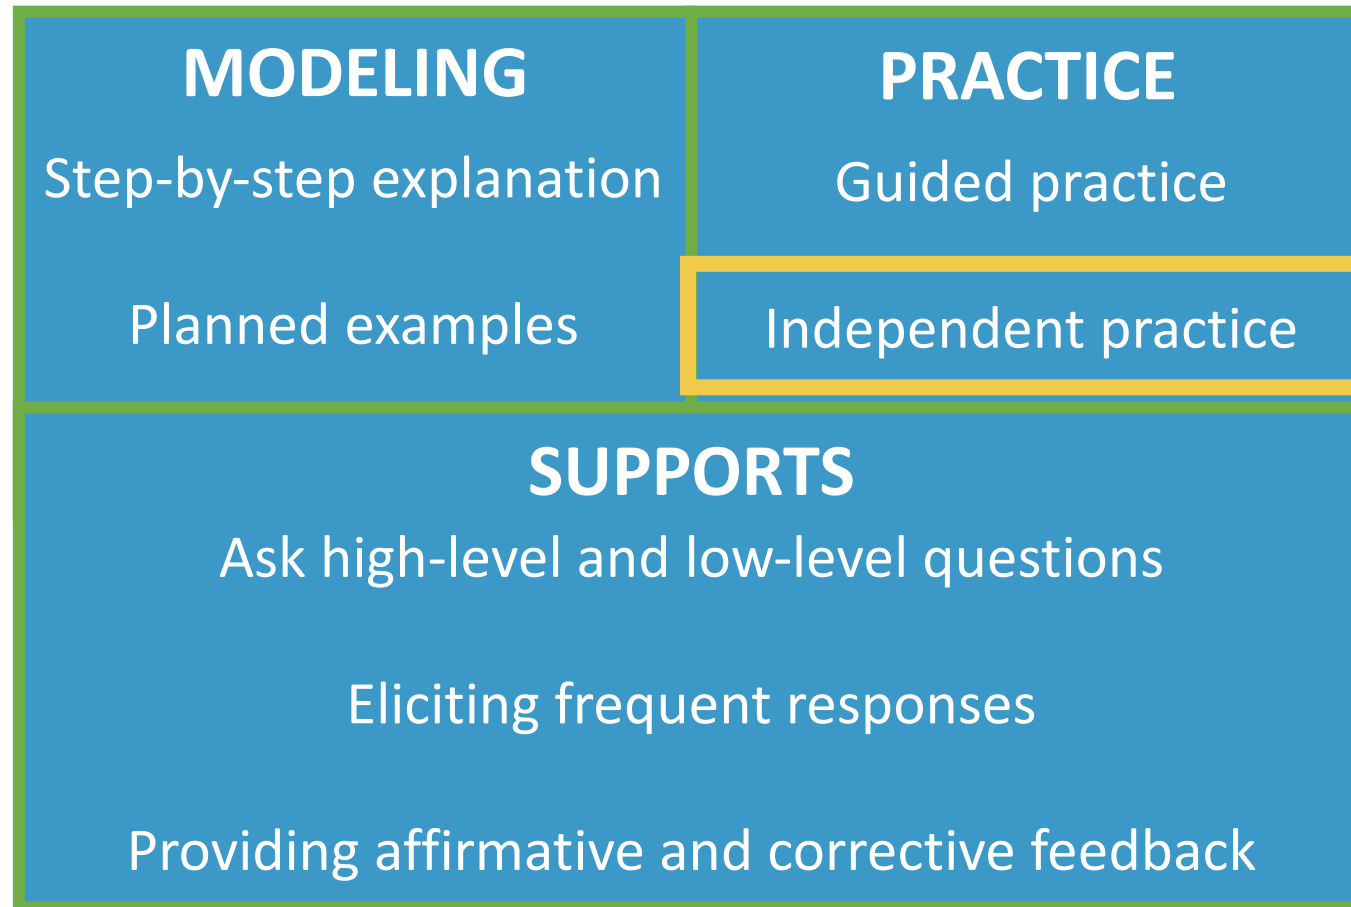 MODELING
Step-by-step explanation
Planned examples
PRACTICE
Guided practice
Independent practice
SUPPORTS
Ask high-level and low-level questions
Eliciting frequent responses
Providing affirmative and corrective feedback